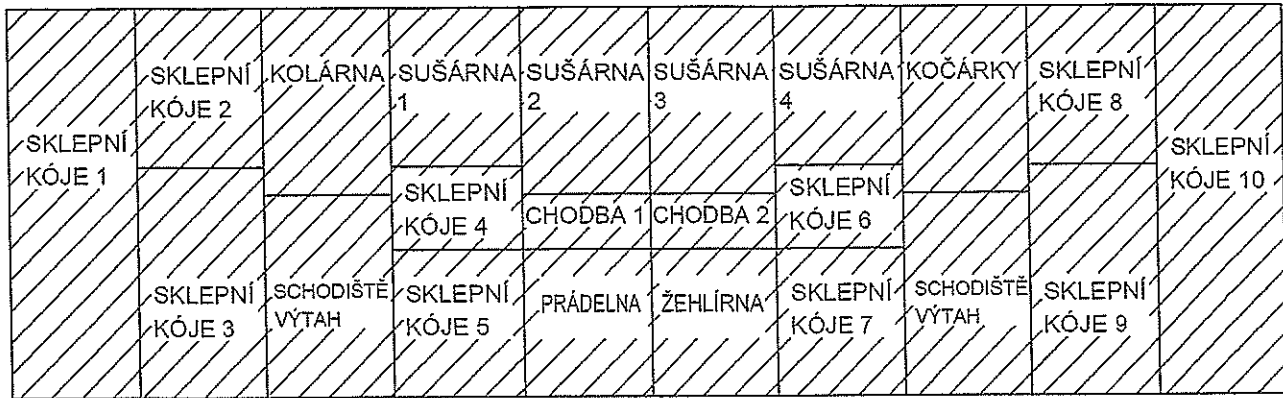 SKLEPNÍ
KÓJE 1
SKLEPNÍ
KÓJE 2
SKLEPNÍ
KÓJE 3
KOLÁRNA
SCHODIŠTĚ
VÝTAH
SUŠÁRNA
1
SKLEPNÍ
KÓJE 4
SKLEPNÍ
KÓJE 5
SUŠÁRNA
2
CHODBA 1
PRÁDELNA
SUŠÁRNA
3
CHODBA 2
ŽEHLÍRNA
SUŠÁRNA
4
SKLEPNÍ
KÓJE 6
SKLEPNÍ
KÓJE 7
KOČÁRKY
SCHODIŠTĚ
VÝTAH
SKLEPNÍ
KÓJE 8
SKLEPNÍ
KÓJE 9
SKLEPNÍ
KÓJE 10